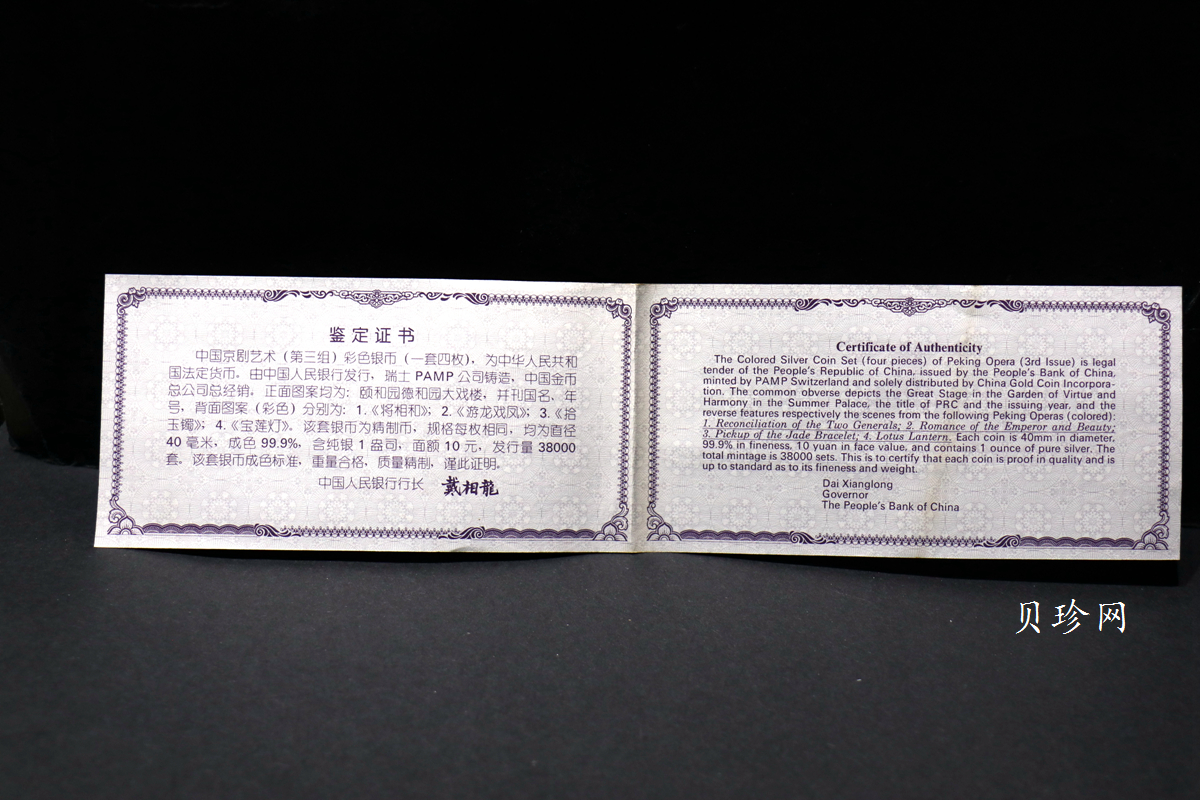 鉴定证书
中国京剧艺术（第三组）彩色银币（一套四枚），为中华人民共和
国法定货币。由中国人民银行发行，瑞士 PAMP 公司铸造，中国金币
总公司总经销，正面图案均为：颐和园德和园大戏楼，并刊国名、年
号，背面图案（彩色）分别为：1.《将相和》；2.《游龙戏凤》；3.《拾
玉镯》；4.《宝莲灯》。该套银币为精制币，规格每枚相同，均为直径
40 毫米，成色 99.9%，含纯银 1 盎司，面额 10 元，发行量 38000
套。该套银币成色标准，重量合格，质量精制，谨此证明。
中国人民银行行长 戴相龍
Certificate of Authenticity
The Colored Silver Coin Set (four pieces) of Peking Opera (3rd Issue) is legal
tender of the People's Republic of China, issued by the People's Bank of China,
minted by PAMP Switzerland and solely distributed by China Gold Coin Incorpora-
tion. The common obverse depicts the Great Stage in the Garden of Virtue and
Harmony in the Summer Palace, the title of PRC and the issuing year, and the
reverse features respectively the scenes from the following Peking Operas (colored):
1. Reconciliation of the Two Generals; 2. Romance of the Emperor and Beauty;
3. Pickup of the Jade Bracelet; 4. Lotus Lantern. Each coin is 40mm in diameter,
99.9% in fineness, 10 yuan in face value, and contains 1 ounce of pure silver. The
total mintage is 38000 sets. This is to certify that each coin is proof in quality and is
up to standard as to its fineness and weight.
Dai Xianglong
Governor
The People's Bank of China
贝珍网